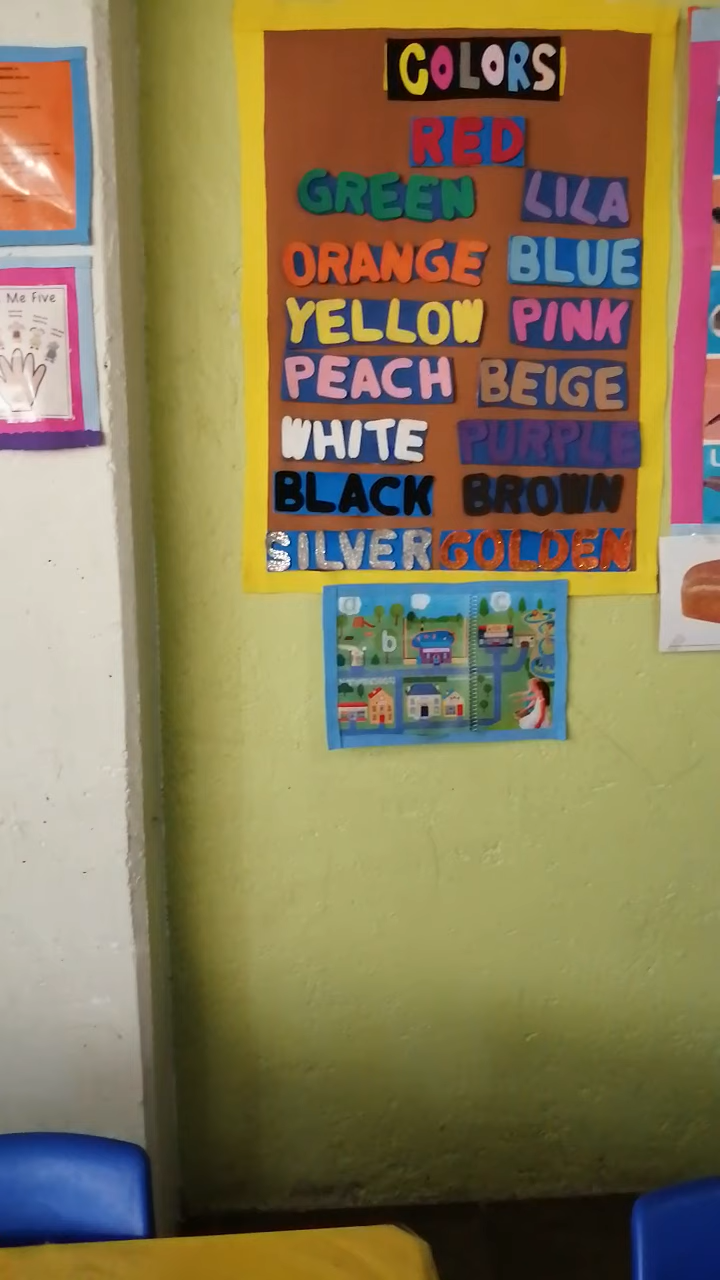 COLORS
RED
GREEN LILA
ORANGE BLUE
YELLOW PINK
PEACH BEIGE
WHITE PURPLE
BLACK BROWN
SILVER GOLDEN
Me Five
a
b
c